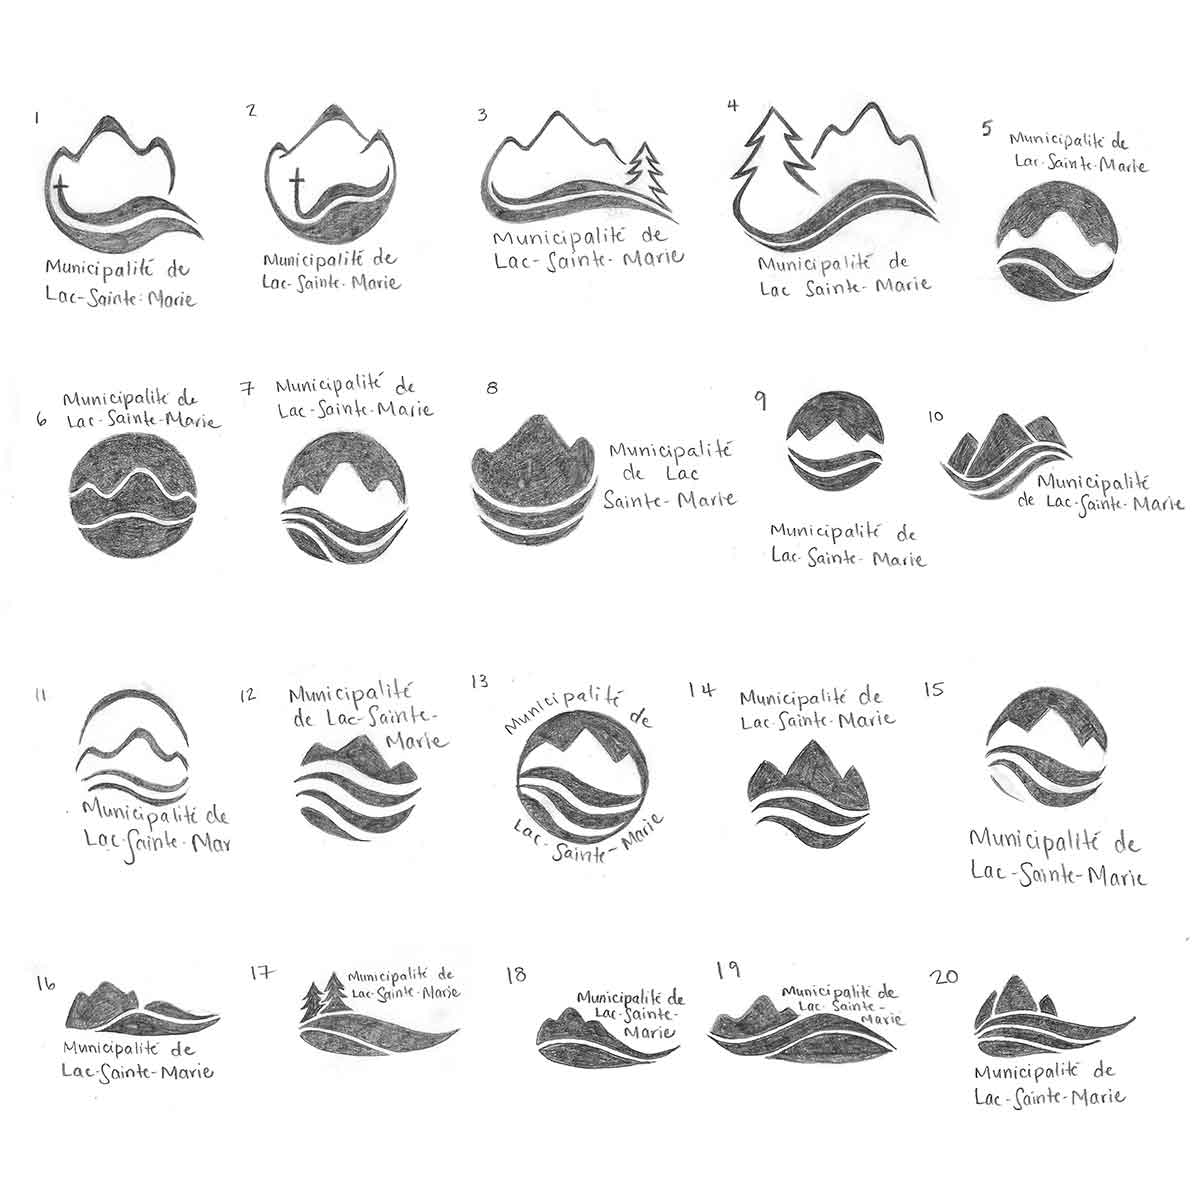 1
Municipalité de
Lac-Sainte-Marie
2
Municipalité de
Lac-Sainte-Marie
3
Municipalité de
Lac-Sainte-Marie
4
Municipalité de
Lac Sainte-Marie
5
Municipalité de
Lac-Sainte-Marie
6
Municipalité de
Lac-Sainte-Marie
7
Municipalité de
Lac-Sainte-Marie
8
Municipalité
de Lac
Sainte-Marie
9
Municipalité de
Lac-Sainte-Marie
10
Municipalité
de Lac-Sainte-Marie
11
Municipalité de
Lac-Sainte-Mar
12
Municipalité
de Lac-Sainte-
Marie
13
Municipalité de
Lac-Sainte-Marie
14
Municipalité de
Lac-Sainte-Marie
15
Municipalité de
Lac-Sainte-Marie
16
Municipalité de
Lac-Sainte-Marie
17
Municipalité de
Lac-Sainte-Marie
18
Municipalité de
Lac-Sainte-
Marie
19
Municipalité de
Lac Sainte-
Marie
20
Municipalité de
Lac-Sainte-Marie